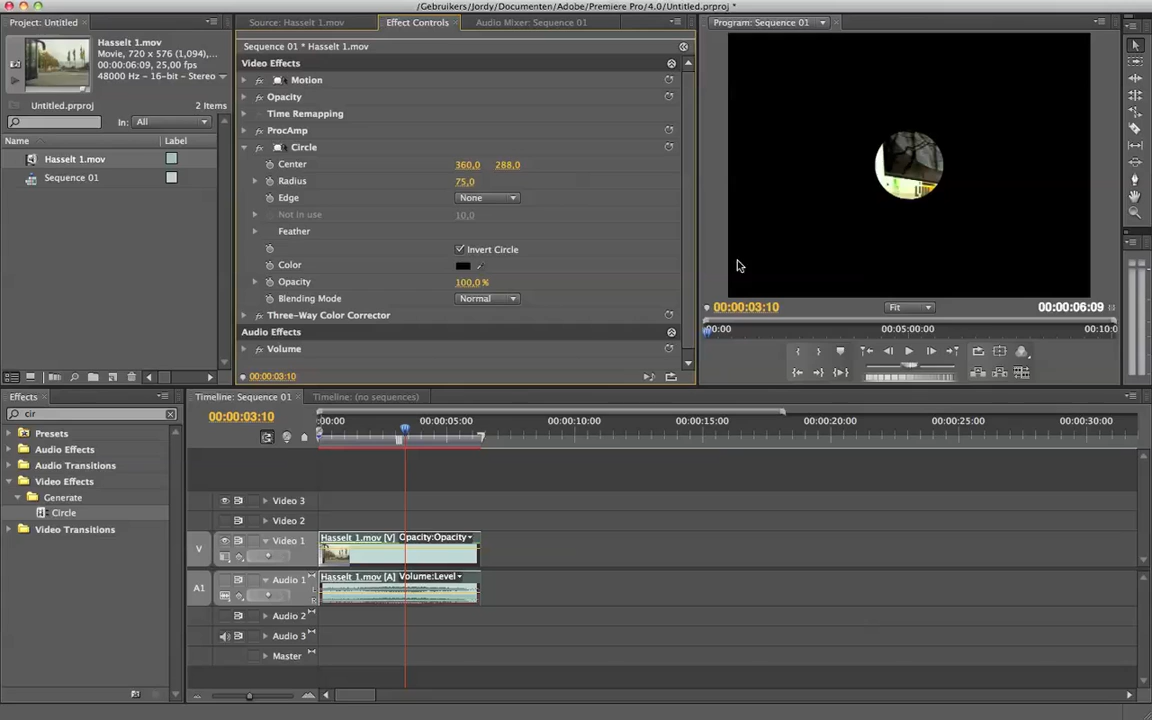 /Gebruikers/Jordy/Documenten/Adobe/Premiere Pro/4.0/Untitled.prproj *
Project: Untitled
Source: Hasselt 1.mov
Effect Controls
Audio Mixer: Sequence 01
Program: Sequence 01
Hasselt 1.mov
Movie, 720 x 576 (1,094)...
00:00:06:09, 25,00 fps
48000 Hz - 16-bit - Stereo
Untitled.prproj
2 Items
In: All
Name
Label
Hasselt 1.mov
Sequence 01
Sequence 01 * Hasselt 1.mov
Video Effects
Motion
Opacity
Time Remapping
ProcAmp
Circle
Center 360,0 288,0
Radius 75,0
Edge None
Not in use 10,0
Feather
Invert Circle
Color
Opacity 100,0 %
Blending Mode Normal
Three-Way Color Corrector
Audio Effects
Volume
00:00:03:10
00:00:03:10
Fit
00:00:06:09
00:00
00:05:00:00
00:10:0
Effects
cir
Presets
Audio Effects
Audio Transitions
Video Effects
Generate
Circle
Video Transitions
Timeline: Sequence 01
Timeline: (no sequences)
00:00:03:10
:00:00
00:00:05:00
00:00:10:00
00:00:15:00
00:00:20:00
00:00:25:00
00:00:30:00
Video 3
Video 2
V
Video 1
Hasselt 1.mov [V] Opacity:Opacity
A1
Audio 1
Hasselt 1.mov [A] Volume:Level
L
R
Audio 2
Audio 3
Master